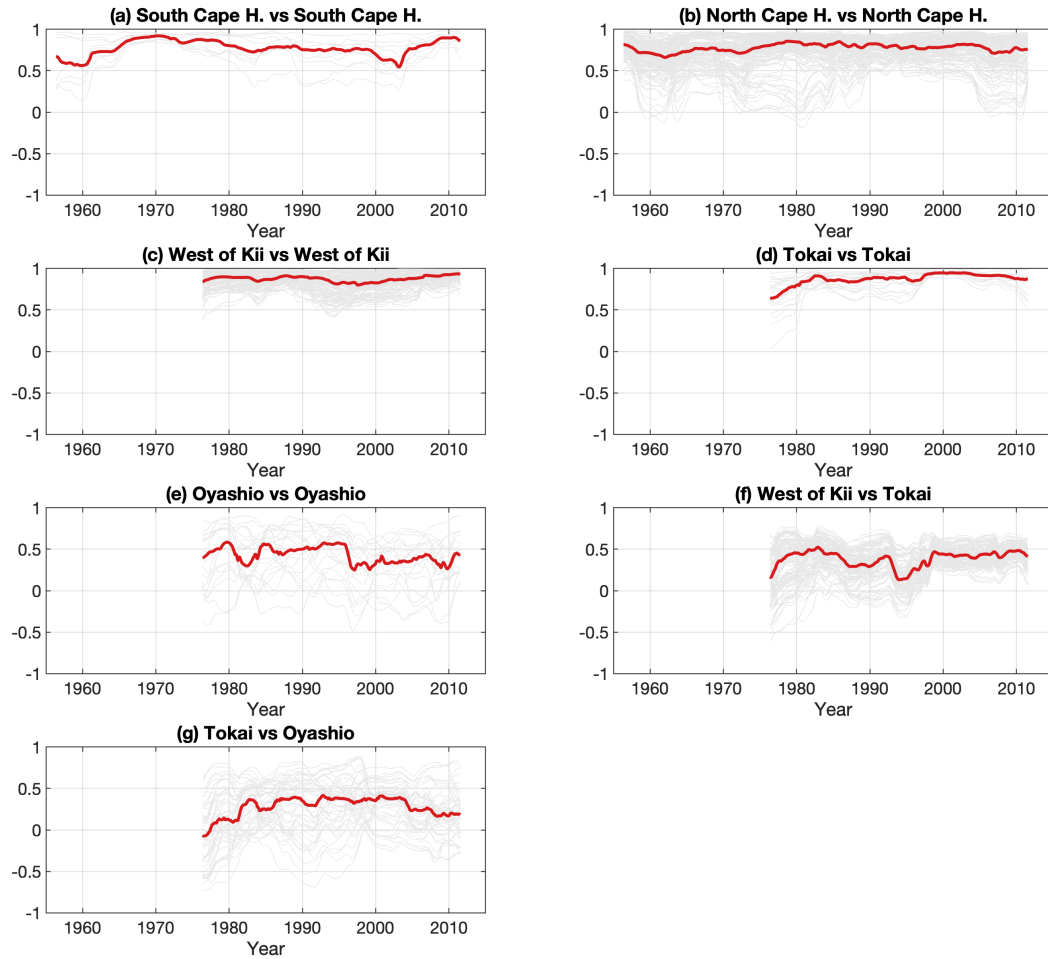 (a) South Cape H. vs South Cape H.
1
0.5
0
-0.5
-1
1960 1970 1980 1990 2000 2010
Year
(b) North Cape H. vs North Cape H.
1
0.5
0
-0.5
-1
1960 1970 1980 1990 2000 2010
Year
(c) West of Kii vs West of Kii
1
0.5
0
-0.5
-1
1960 1970 1980 1990 2000 2010
Year
(d) Tokai vs Tokai
1
0.5
0
-0.5
-1
1960 1970 1980 1990 2000 2010
Year
(e) Oyashio vs Oyashio
1
0.5
0
-0.5
-1
1960 1970 1980 1990 2000 2010
Year
(f) West of Kii vs Tokai
1
0.5
0
-0.5
-1
1960 1970 1980 1990 2000 2010
Year
(g) Tokai vs Oyashio
1
0.5
0
-0.5
-1
1960 1970 1980 1990 2000 2010
Year